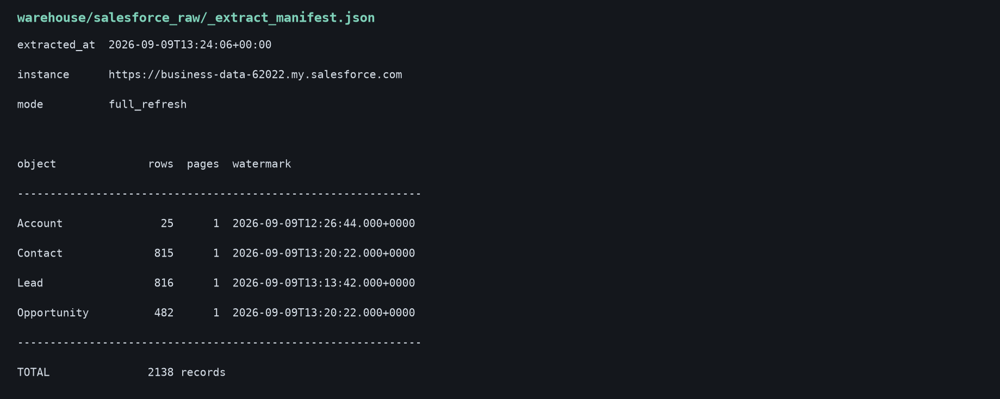 warehouse/salesforce_raw/_extract_manifest.json
extracted_at  2026-09-09T13:24:06+00:00
instance      https://business-data-62022.my.salesforce.com
mode          full_refresh
object              rows  pages  watermark
--------------------------------------------------------------
Account               25      1  2026-09-09T12:26:44.000+0000
Contact              815      1  2026-09-09T13:20:22.000+0000
Lead                 816      1  2026-09-09T13:13:42.000+0000
Opportunity          482      1  2026-09-09T13:20:22.000+0000
--------------------------------------------------------------
TOTAL               2138 records